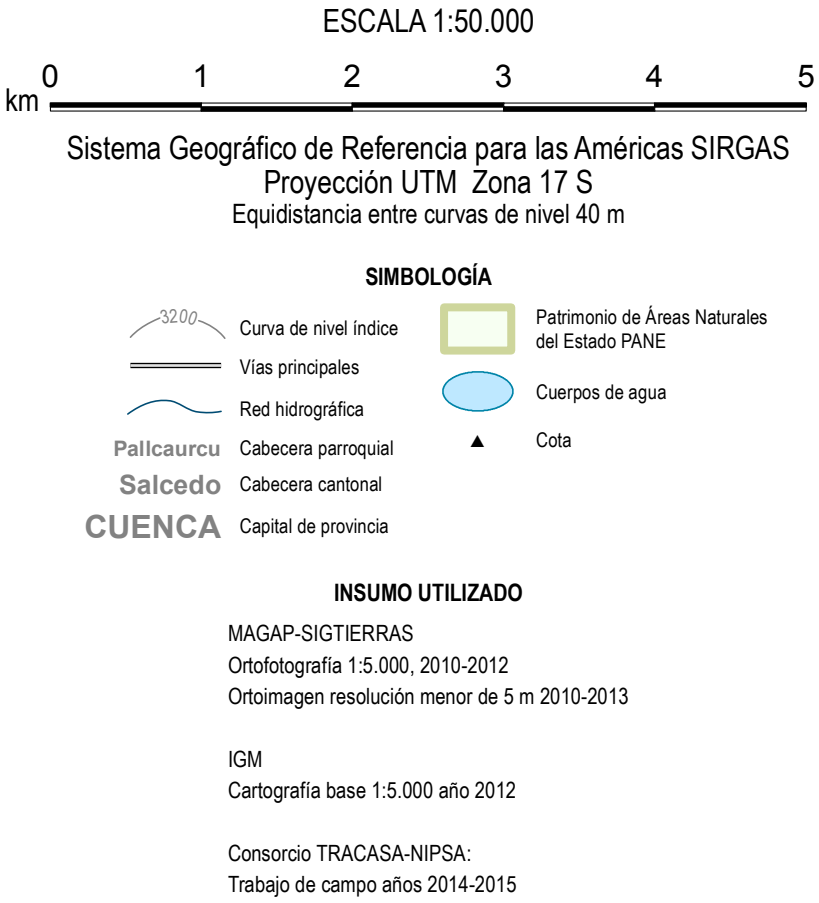 ESCALA 1:50.000
0 1 2 3 4 5
km
Sistema Geográfico de Referencia para las Américas SIRGAS
Proyección UTM Zona 17 S
Equidistancia entre curvas de nivel 40 m
SIMBOLOGÍA
3200 Curva de nivel índice
Vías principales
Red hidrográfica
Pallcaurcu Cabecera parroquial
Salcedo Cabecera cantonal
CUENCA Capital de provincia
Patrimonio de Áreas Naturales
del Estado PANE
Cuerpos de agua
Cota
INSUMO UTILIZADO
MAGAP-SIGTIERRAS
Ortofotografía 1:5.000, 2010-2012
Ortoimagen resolución menor de 5 m 2010-2013
IGM
Cartografía base 1:5.000 año 2012
Consorcio TRACASA-NIPSA:
Trabajo de campo años 2014-2015